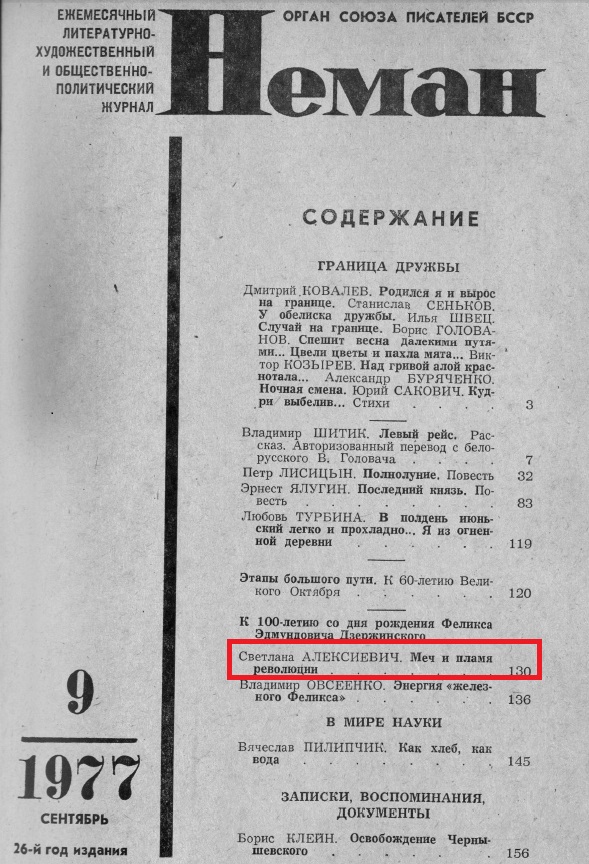 ЕЖЕМЕСЯЧНЫЙ
ЛИТЕРАТУРНО-
ХУДОЖЕСТВЕННЫЙ
И ОБЩЕСТВЕННО-
ПОЛИТИЧЕСКИЙ
ЖУРНАЛ
ОРГАН СОЮЗА ПИСАТЕЛЕЙ БССР
Неман
СОДЕРЖАНИЕ
ГРАНИЦА ДРУЖБЫ
Дмитрий КОВАЛЕВ. Родился я и вырос
на границе. Станислав СЕНЬКОВ.
У обелиска дружбы. Илья ШВЕЦ.
Случай на границе. Борис ГОЛОВА-
НОВ. Спешит весна далекими путя-
ми... Цвели цветы и пахла мята... Вик-
тор КОЗЫРЕВ. Над гривой алой крас-
нотала... Александр БУРЯЧЕНКО.
Ночная смена. Юрий САКОВИЧ. Куд-
ри выбелив... Стихи . . . . 3
Владимир ШИТИК. Левый рейс. Рас-
сказ. Авторизованный перевод с бело-
русского В. Головача . . . . 7
Петр ЛИСИЦЫН. Полнолуние. Повесть 32
Эрнест ЯЛУГИН. Последний князь. По-
весть . . . . . . . 83
Любовь ТУРБИНА. В полдень июнь-
ский легко и прохладно... Я из огнен-
ной деревни . . . . . . 119
Этапы большого пути. К 60-летию Вели-
кого Октября . . . . . . 120
К 100-летию со дня рождения Феликса
Эдмундовича Дзержинского
Светлана АЛЕКСИЕВИЧ. Меч и пламя
революции . . . . . . 130
Владимир ОВСЕЕНКО. Энергия «желез-
ного Феликса» . . . . . 136
В МИРЕ НАУКИ
Вячеслав ПИЛИПЧИК. Как хлеб, как
вода . . . . . . . 145
ЗАПИСКИ, ВОСПОМИНАНИЯ,
ДОКУМЕНТЫ
Борис КЛЕЙН. Освобождение Черны-
шевского . . . . . . 156
9
1977
СЕНТЯБРЬ
26-й год издания